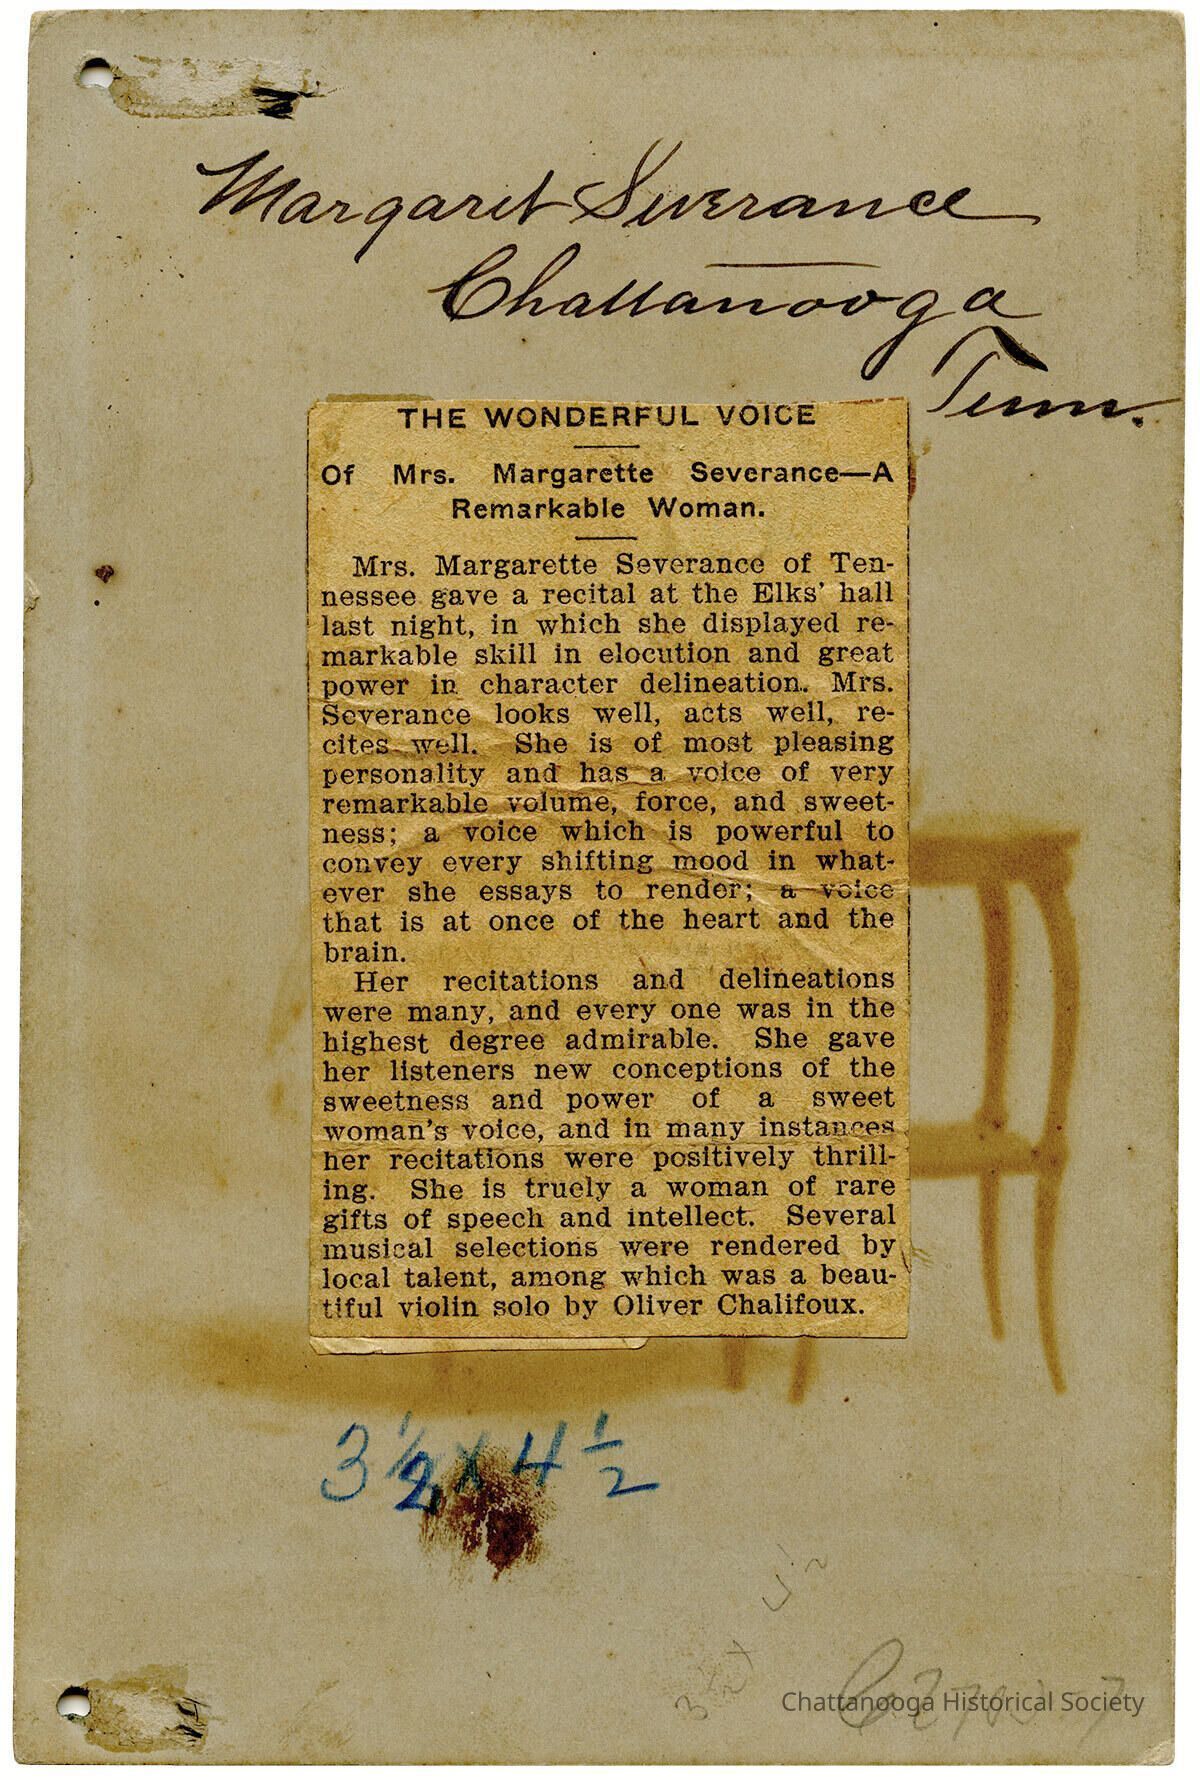 Margaret Severance
Chattanooga
Tenn.
THE WONDERFUL VOICE
Of Mrs. Margarette Severance—A
Remarkable Woman.
Mrs. Margarette Severance of Ten-
nessee gave a recital at the Elks' hall
last night, in which she displayed re-
markable skill in elocution and great
power in character delineation. Mrs.
Severance looks well, acts well, re-
cites well. She is of most pleasing
personality and has a voice of very
remarkable volume, force, and sweet-
ness; a voice which is powerful to
convey every shifting mood in what-
ever she essays to render; a voice
that is at once of the heart and the
brain.
Her recitations and delineations
were many, and every one was in the
highest degree admirable. She gave
her listeners new conceptions of the
sweetness and power of a sweet
woman's voice, and in many instances
her recitations were positively thrill-
ing. She is truely a woman of rare
gifts of speech and intellect. Several
musical selections were rendered by
local talent, among which was a beau-
tiful violin solo by Oliver Chalifoux.
3 1/2 x 4 1/2
Chattanooga Historical Society